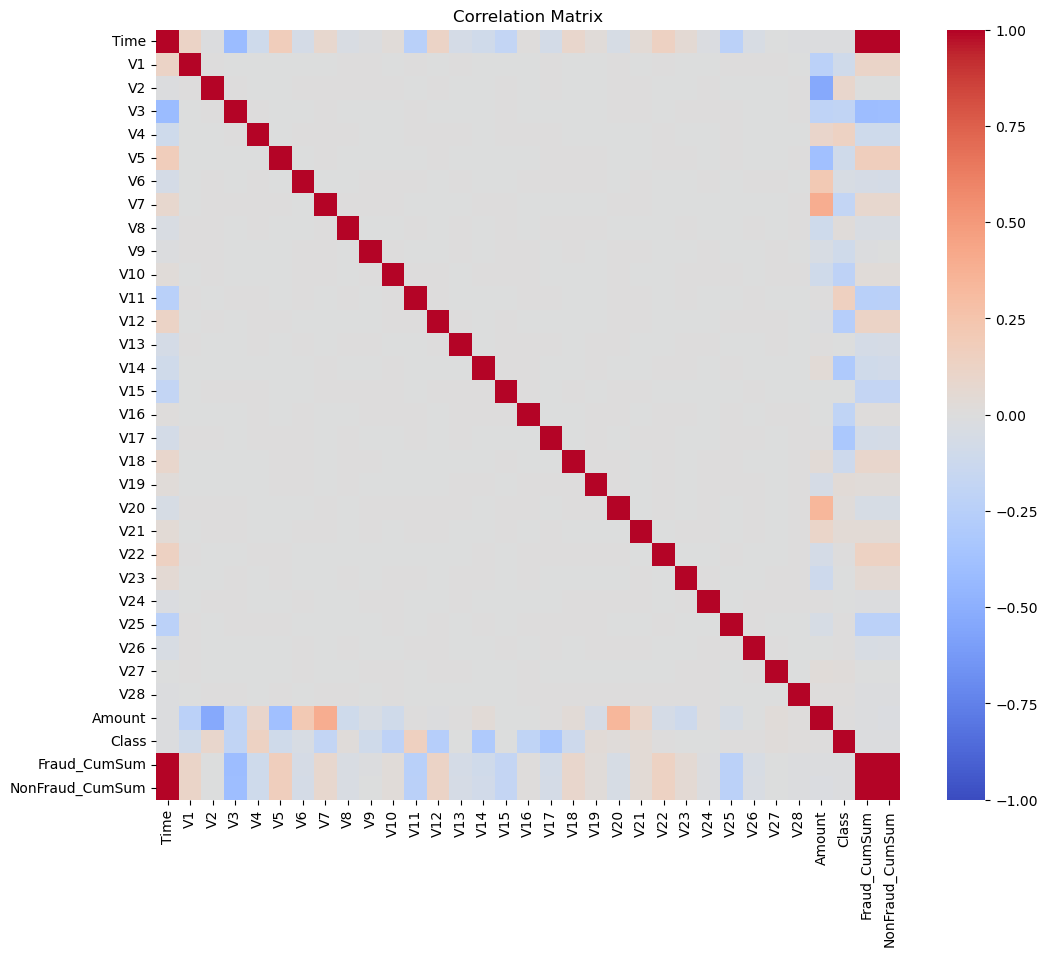 Correlation Matrix
Time
V1
V2
V3
V4
V5
V6
V7
V8
V9
V10
V11
V12
V13
V14
V15
V16
V17
V18
V19
V20
V21
V22
V23
V24
V25
V26
V27
V28
Amount
Class
Fraud_CumSum
NonFraud_CumSum
Time
V1
V2
V3
V4
V5
V6
V7
V8
V9
V10
V11
V12
V13
V14
V15
V16
V17
V18
V19
V20
V21
V22
V23
V24
V25
V26
V27
V28
Amount
Class
Fraud_CumSum
NonFraud_CumSum
1.00
0.75
0.50
0.25
0.00
−0.25
−0.50
−0.75
−1.00